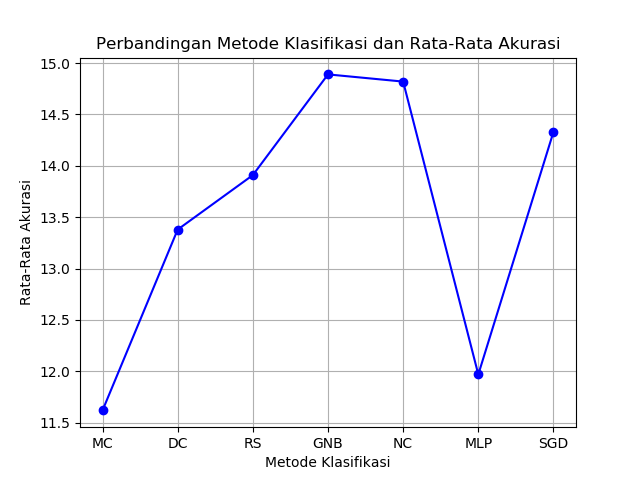 Perbandingan Metode Klasifikasi dan Rata-Rata Akurasi
15.0
14.5
14.0
13.5
13.0
12.5
12.0
11.5
Rata-Rata Akurasi
MC DC RS GNB NC MLP SGD
Metode Klasifikasi